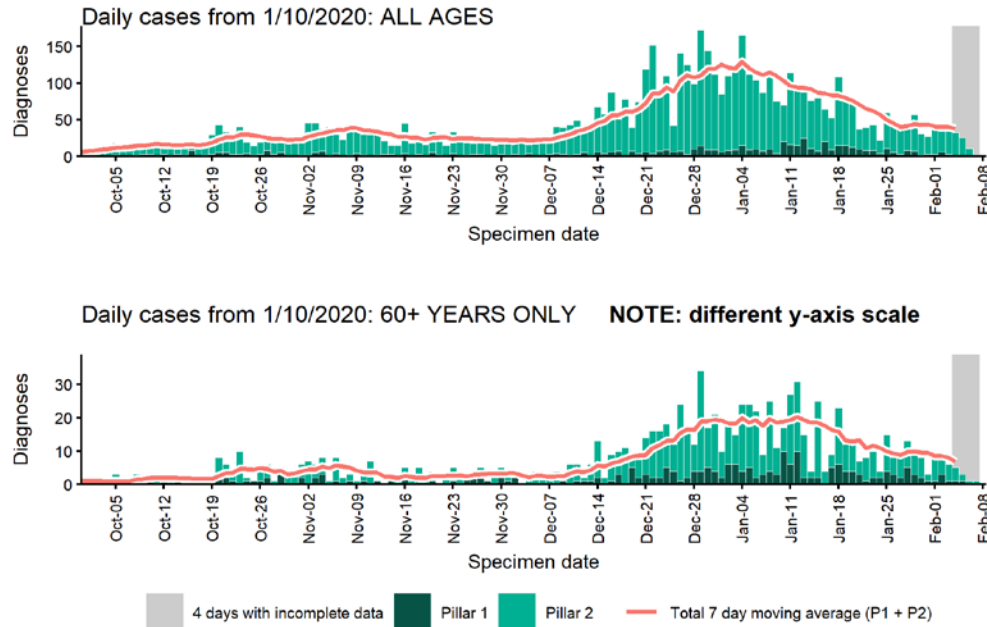 Daily cases from 1/10/2020: ALL AGES
Diagnoses
150
100
50
0
Oct-05 Oct-12 Oct-19 Oct-26 Nov-02 Nov-09 Nov-16 Nov-23 Nov-30 Dec-07 Dec-14 Dec-21 Dec-28 Jan-04 Jan-11 Jan-18 Jan-25 Feb-01 Feb-08
Specimen date
Daily cases from 1/10/2020: 60+ YEARS ONLY NOTE: different y-axis scale
Diagnoses
30
20
10
0
Oct-05 Oct-12 Oct-19 Oct-26 Nov-02 Nov-09 Nov-16 Nov-23 Nov-30 Dec-07 Dec-14 Dec-21 Dec-28 Jan-04 Jan-11 Jan-18 Jan-25 Feb-01 Feb-08
Specimen date
4 days with incomplete data Pillar 1 Pillar 2 Total 7 day moving average (P1 + P2)